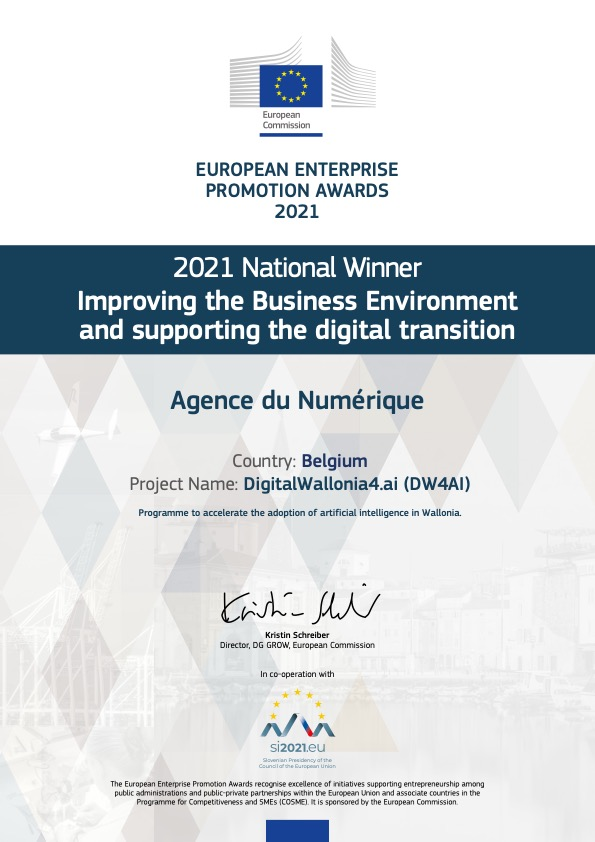 European
Commission
EUROPEAN ENTERPRISE
PROMOTION AWARDS
2021
2021 National Winner
Improving the Business Environment
and supporting the digital transition
Agence du Numérique
Country: Belgium
Project Name: DigitalWallonia4.ai (DW4AI)
Programme to accelerate the adoption of artificial intelligence in Wallonia.
Kristin Schreiber
Director, DG GROW, European Commission
In co-operation with
si2021.eu
Slovenian Presidency of the
Council of the European Union
The European Enterprise Promotion Awards recognise excellence of initiatives supporting entrepreneurship among
public administrations and public-private partnerships within the European Union and associate countries in the
Programme for Competitiveness and SMEs (COSME). It is sponsored by the European Commission.